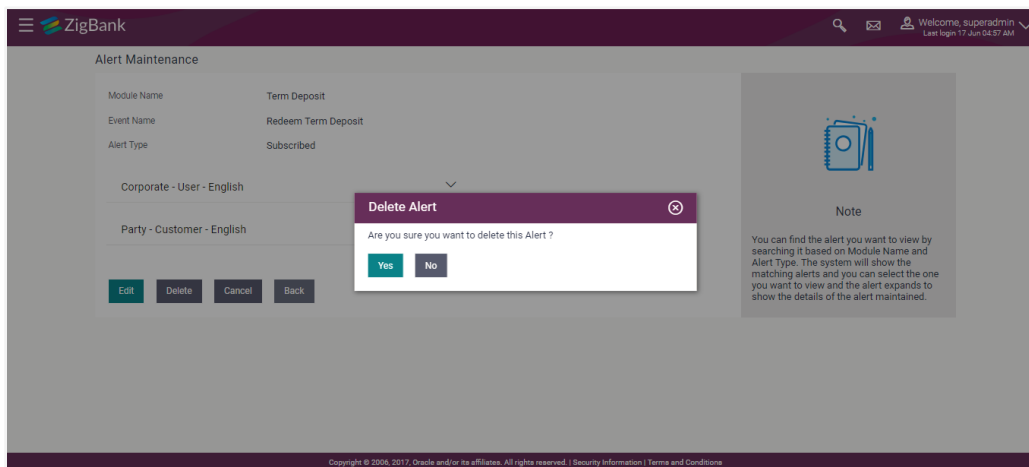 ZigBank
Welcome, superadmin
Last login 17 Jun 04:57 AM
Alert Maintenance
Module Name Term Deposit
Event Name Redeem Term Deposit
Alert Type Subscribed
Corporate - User - English
Party - Customer - English
Delete Alert
Are you sure you want to delete this Alert ?
Yes No
Edit Delete Cancel Back
Note
You can find the alert you want to view by
searching it based on Module Name and
Alert Type. The system will show the
matching alerts and you can select the one
you want to view and the alert expands to
show the details of the alert maintained.
Copyright © 2006, 2017, Oracle and/or its affiliates. All rights reserved. | Security Information | Terms and Conditions